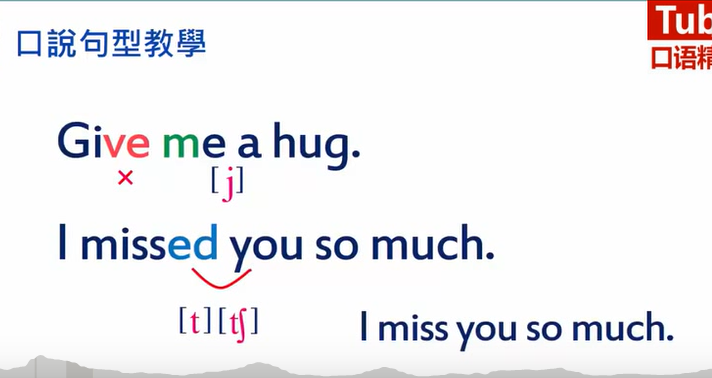 口說句型教學
Tub
口语精
Give me a hug.
× [j]
I missed you so much.
[t][tʃ]
I miss you so much.